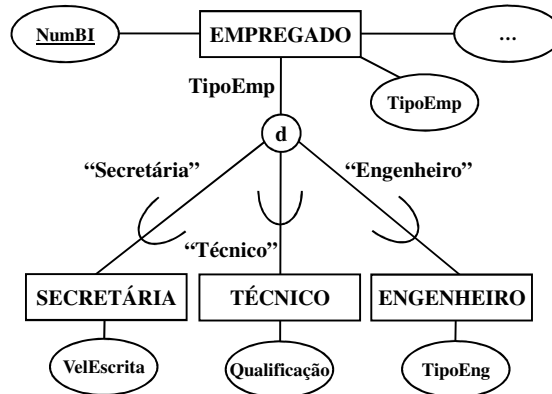 NumBI
EMPREGADO
...
TipoEmp
TipoEmp
d
“Secretária”
“Engenheiro”
“Técnico”
SECRETÁRIA
TÉCNICO
ENGENHEIRO
VelEscrita
Qualificação
TipoEng